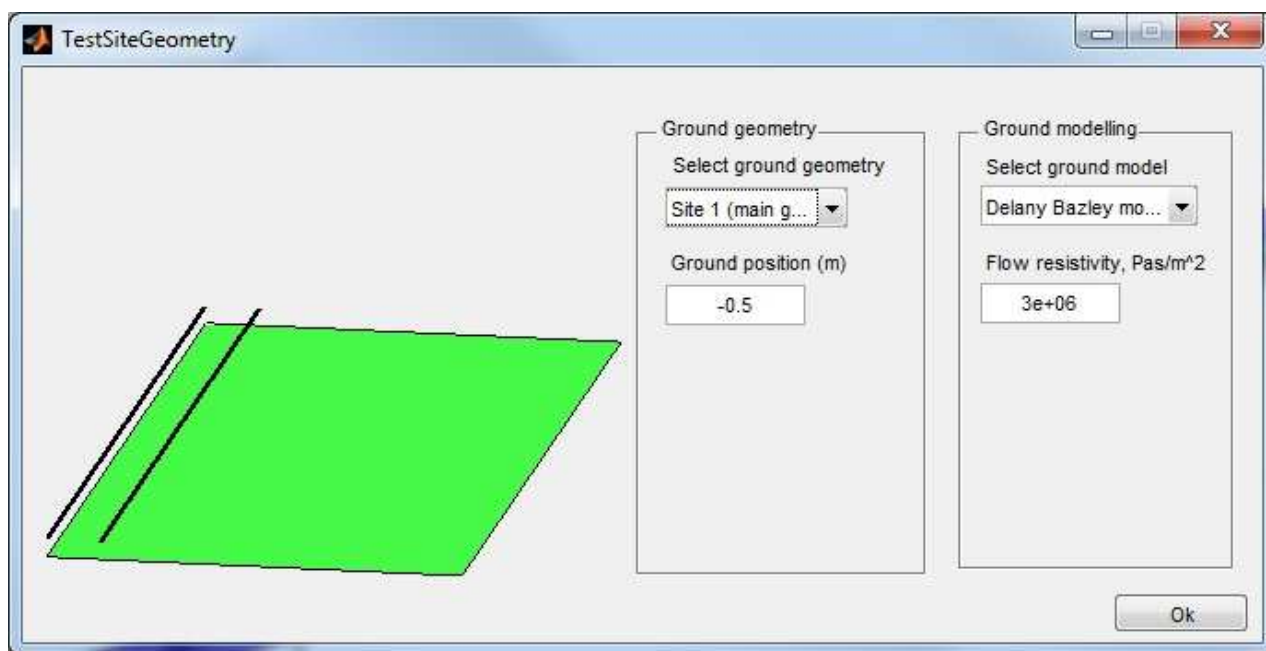 TestSiteGeometry
Ground geometry
Select ground geometry
Site 1 (main g...
Ground position (m)
-0.5
Ground modelling
Select ground model
Delany Bazley mo...
Flow resistivity, Pas/m^2
3e+06
Ok